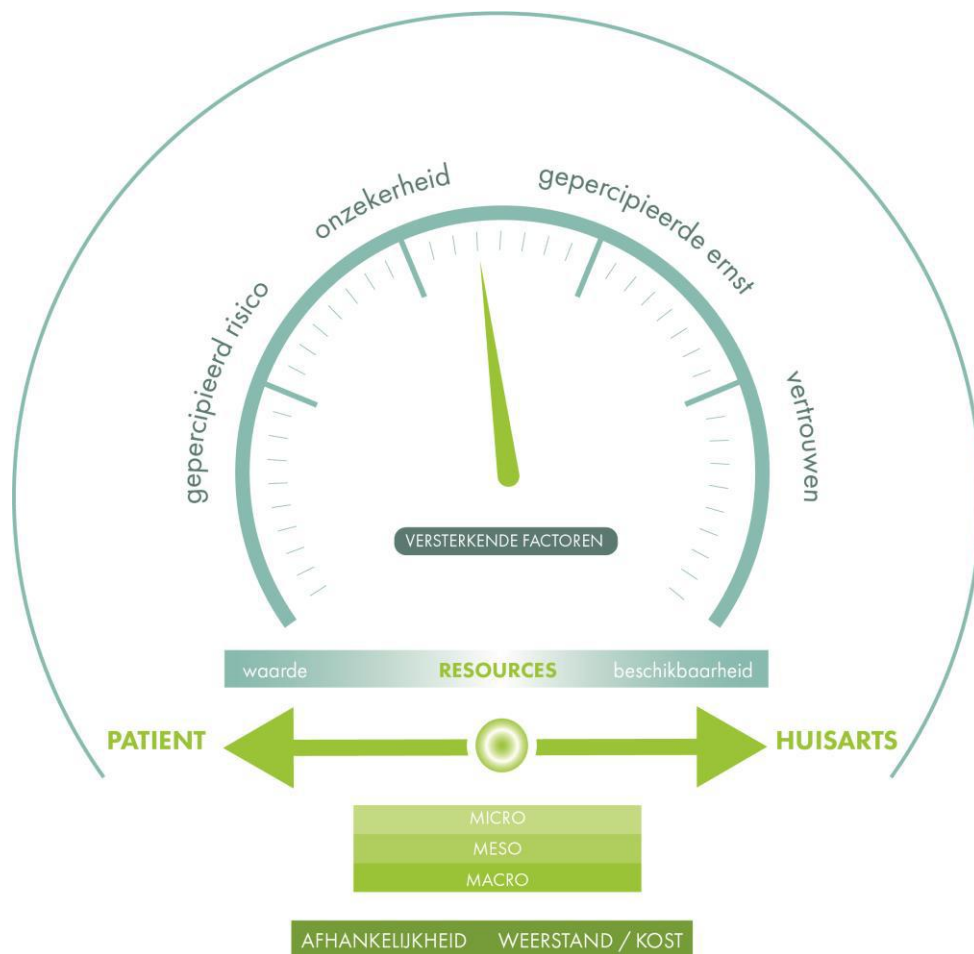 onzekerheid
gepercipieerde ernst
gepercipieerd risico
vertrouwen
VERSTERKENDE FACTOREN
waarde RESOURCES beschikbaarheid
PATIENT HUISARTS
MICRO
MESO
MACRO
AFHANKELIJKHEID WEERSTAND / KOST